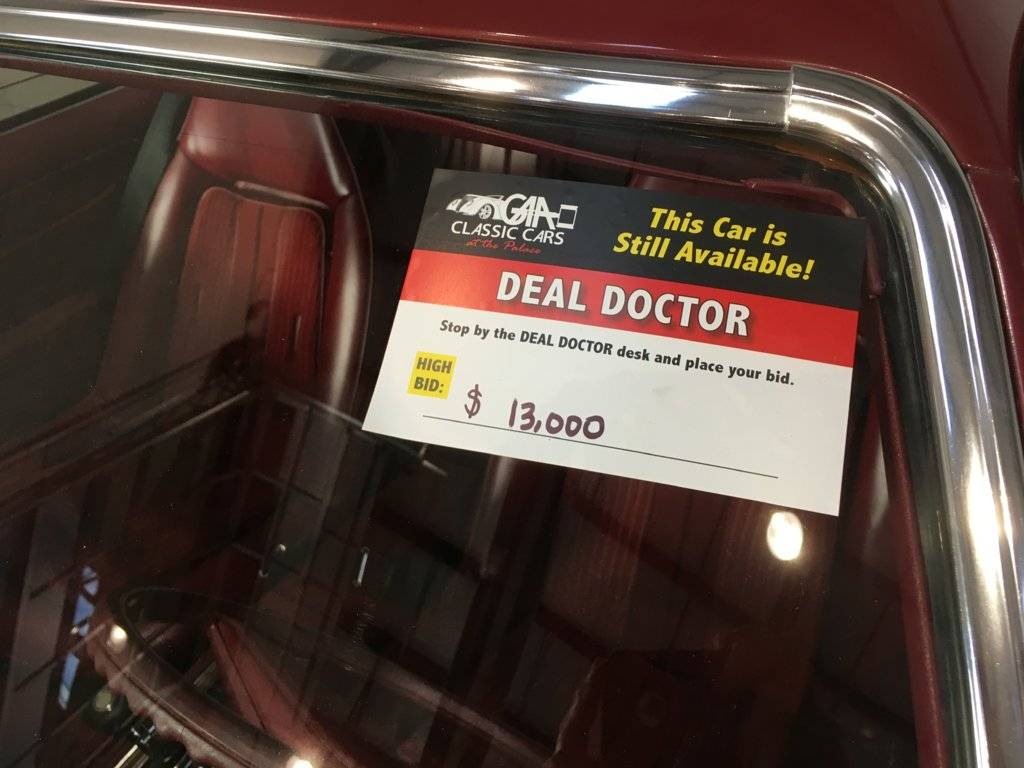 GAA
CLASSIC CARS
at the Palace
This Car is
Still Available!
DEAL DOCTOR
Stop by the DEAL DOCTOR desk and place your bid.
HIGH
BID:
$ 13,000